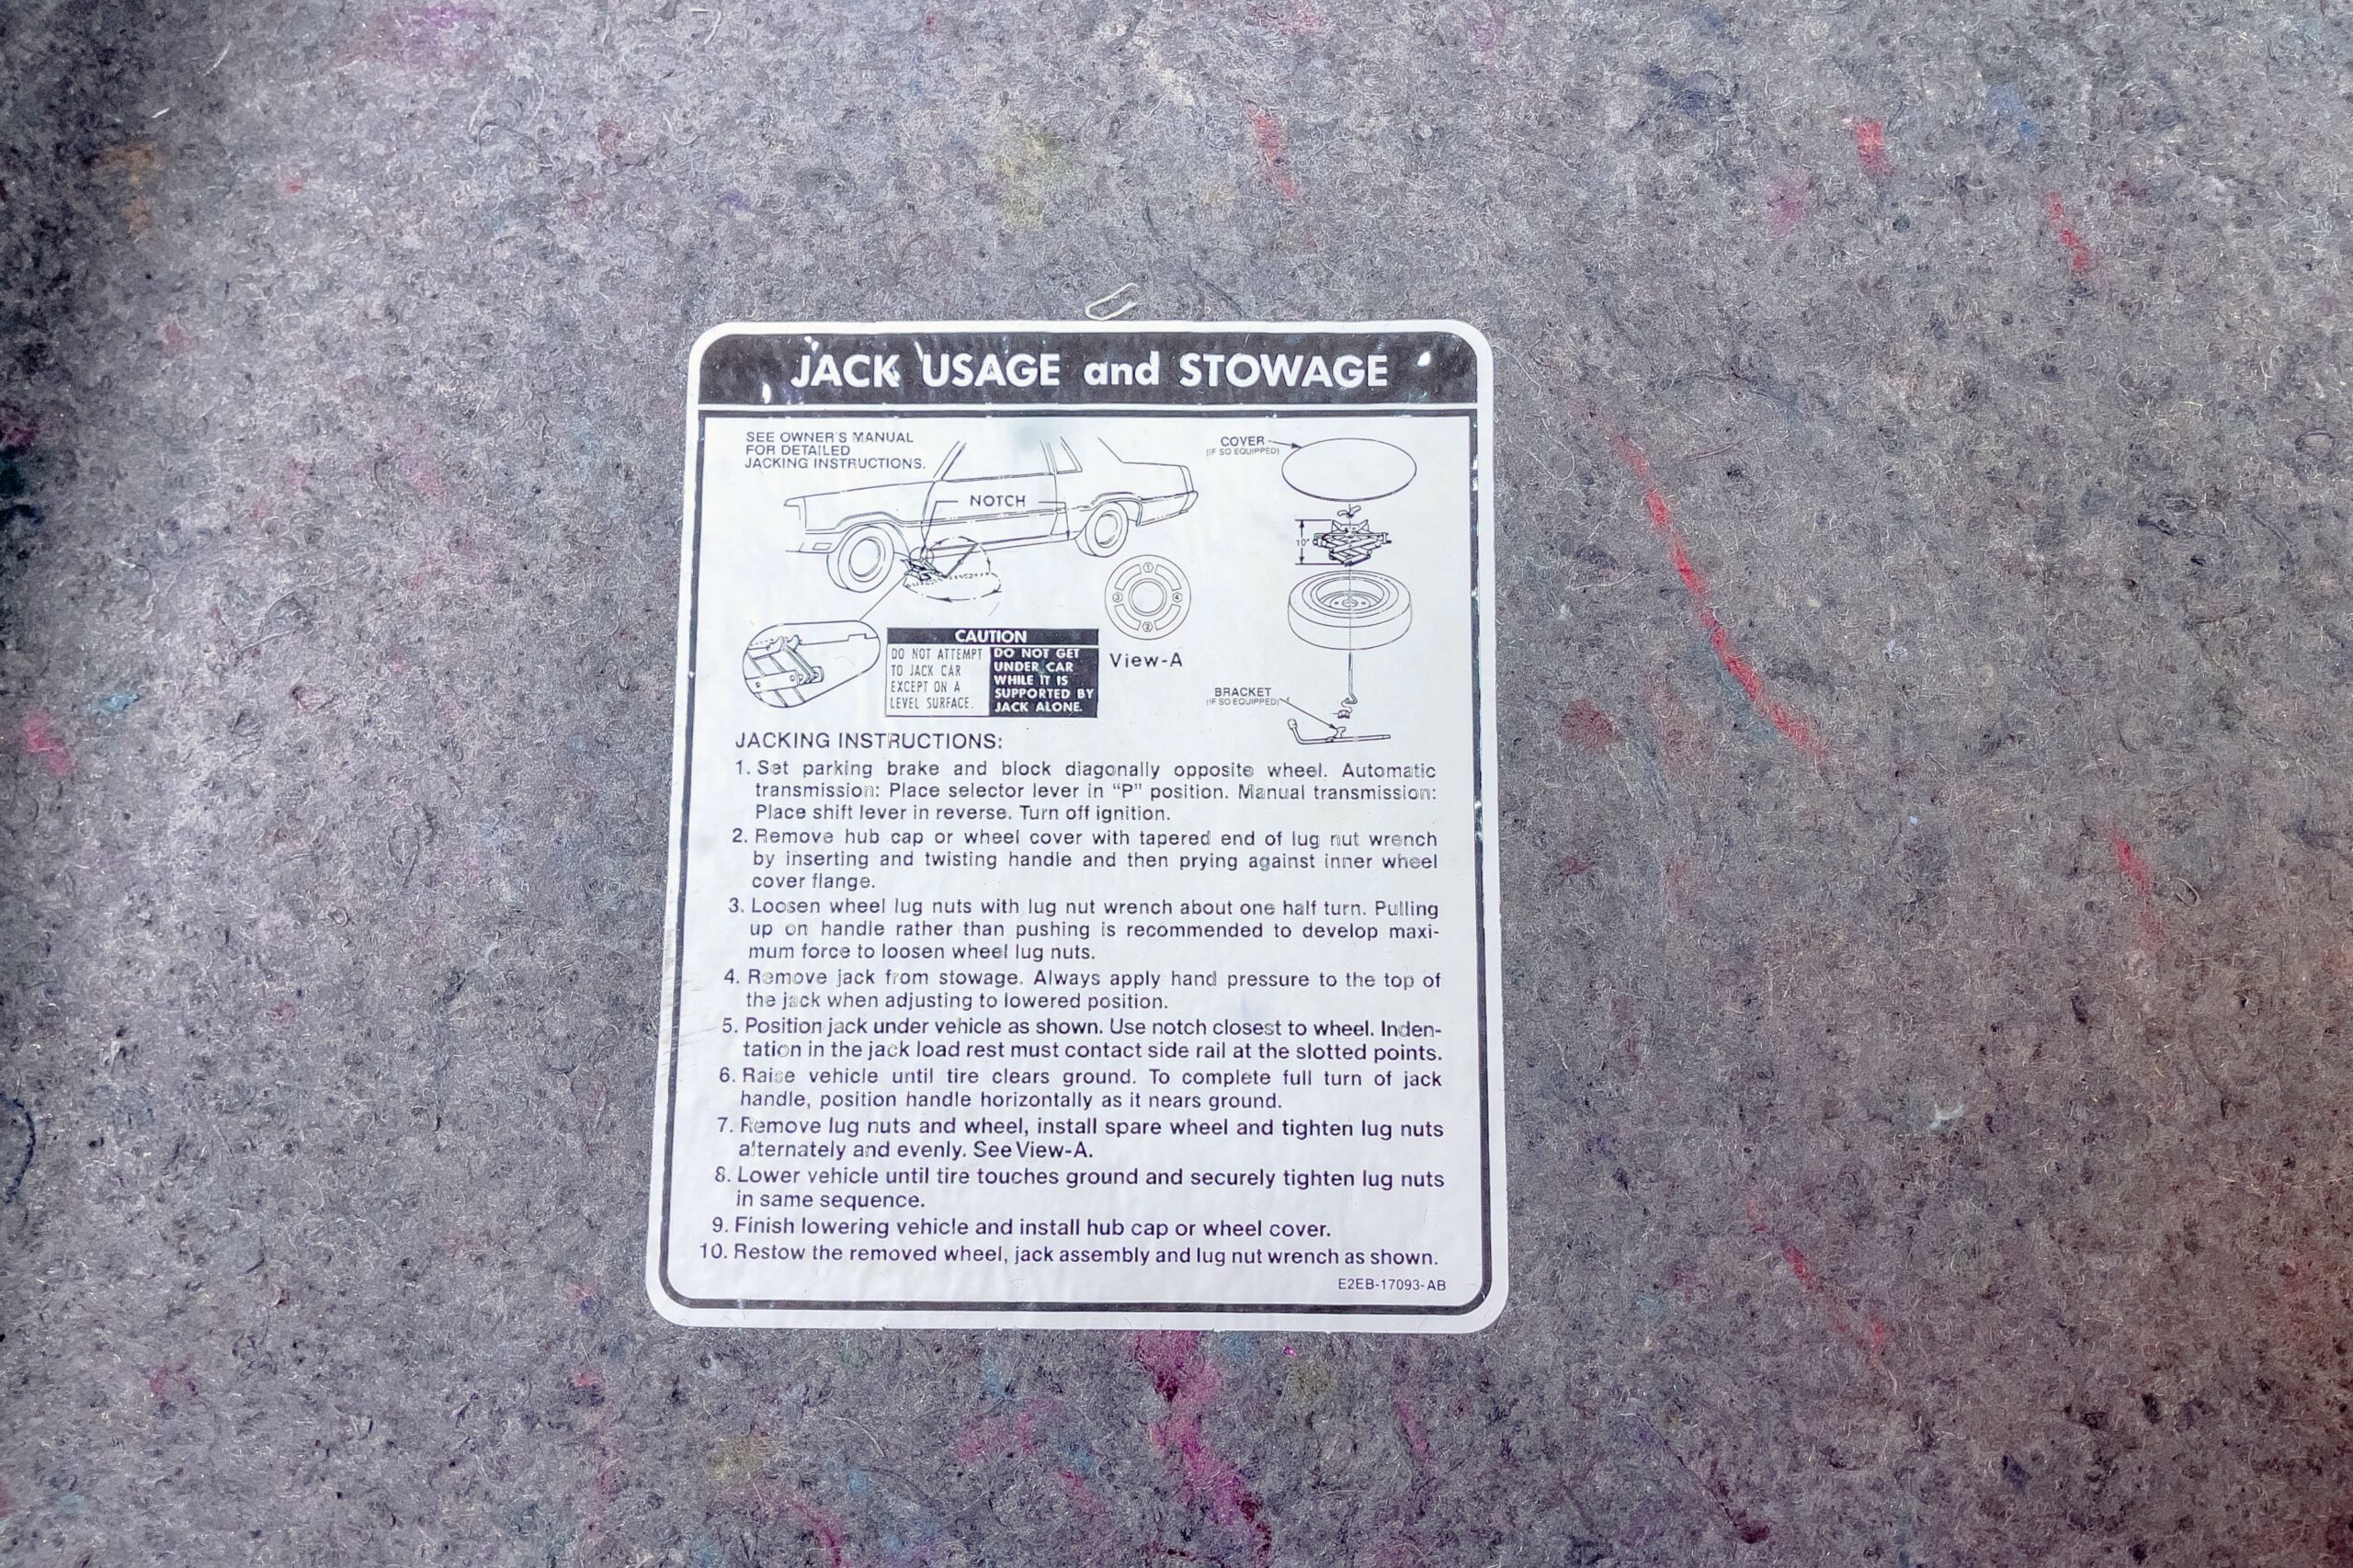 JACK USAGE and STOWAGE
SEE OWNER'S MANUAL
FOR DETAILED
JACKING INSTRUCTIONS.
NOTCH
COVER
(IF SO EQUIPPED)
10"
1
3
4
2
View-A
CAUTION
DO NOT ATTEMPT
TO JACK CAR
EXCEPT ON A
LEVEL SURFACE.
DO NOT GET
UNDER CAR
WHILE IT IS
SUPPORTED BY
JACK ALONE.
BRACKET
(IF SO EQUIPPED)
JACKING INSTRUCTIONS:
1. Set parking brake and block diagonally opposite wheel. Automatic
transmission: Place selector lever in “P” position. Manual transmission:
Place shift lever in reverse. Turn off ignition.
2. Remove hub cap or wheel cover with tapered end of lug nut wrench
by inserting and twisting handle and then prying against inner wheel
cover flange.
3. Loosen wheel lug nuts with lug nut wrench about one half turn. Pulling
up on handle rather than pushing is recommended to develop maxi-
mum force to loosen wheel lug nuts.
4. Remove jack from stowage. Always apply hand pressure to the top of
the jack when adjusting to lowered position.
5. Position jack under vehicle as shown. Use notch closest to wheel. Inden-
tation in the jack load rest must contact side rail at the slotted points.
6. Raise vehicle until tire clears ground. To complete full turn of jack
handle, position handle horizontally as it nears ground.
7. Remove lug nuts and wheel, install spare wheel and tighten lug nuts
alternately and evenly. See View-A.
8. Lower vehicle until tire touches ground and securely tighten lug nuts
in same sequence.
9. Finish lowering vehicle and install hub cap or wheel cover.
10. Restow the removed wheel, jack assembly and lug nut wrench as shown.
E2EB-17093-AB